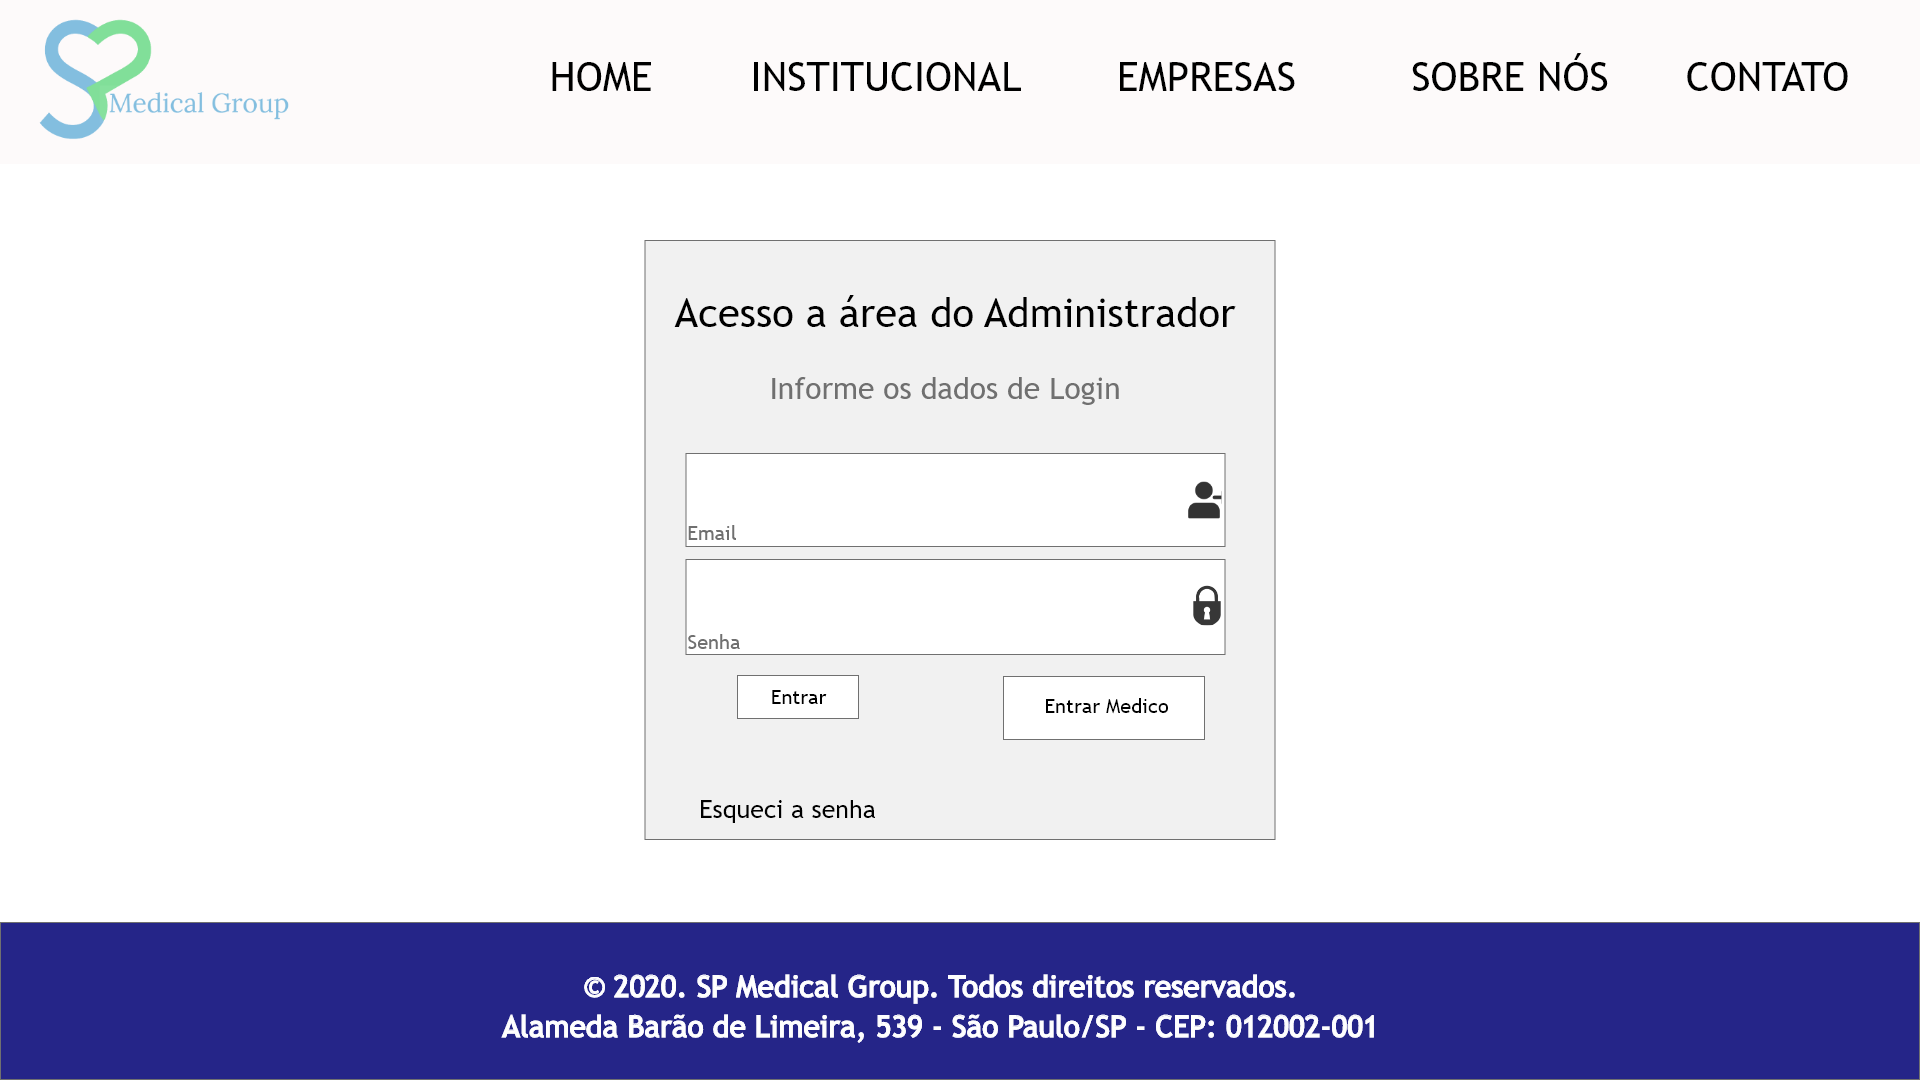 HOME INSTITUCIONAL EMPRESAS SOBRE NÓS CONTATO
Medical Group
Acesso a área do Administrador
Informe os dados de Login
Email
Senha
Entrar
Entrar Medico
Esqueci a senha
© 2020. SP Medical Group. Todos direitos reservados.
Alameda Barão de Limeira, 539 - São Paulo/SP - CEP: 012002-001